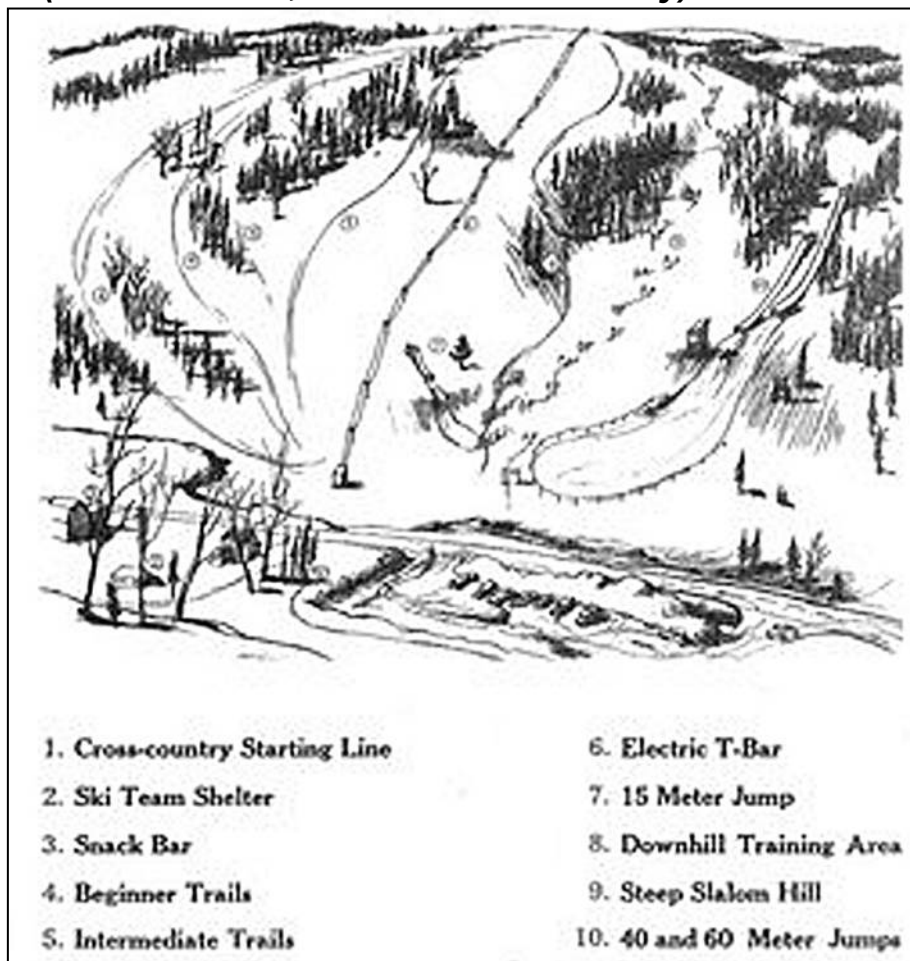 1. Cross-country Starting Line
2. Ski Team Shelter
3. Snack Bar
4. Beginner Trails
5. Intermediate Trails
6. Electric T-Bar
7. 15 Meter Jump
8. Downhill Training Area
9. Steep Slalom Hill
10. 40 and 60 Meter Jumps